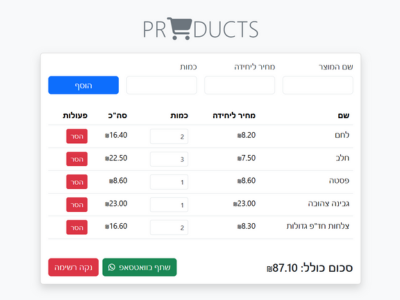 PRODUCTS
שם המוצר מחיר ליחידה כמות
הוסף
שם מחיר ליחידה כמות סה"כ פעולות
לחם ₪8.20 2 ₪16.40 הסר
חלב ₪7.50 3 ₪22.50 הסר
פסטה ₪8.60 1 ₪8.60 הסר
גבינה צהובה ₪23.00 1 ₪23.00 הסר
צלחות חד"פ גדולות ₪8.30 2 ₪16.60 הסר
סכום כולל: ₪87.10 שתף בוואטסאפ נקה רשימה